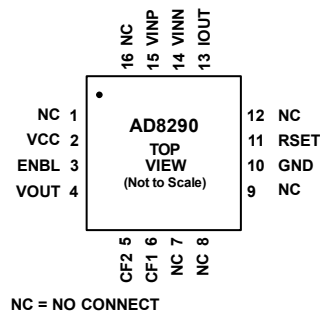 16 NC
15 VINP
14 VINN
13 IOUT
NC 1
VCC 2
ENBL 3
VOUT 4
AD8290
TOP
VIEW
(Not to Scale)
12 NC
11 RSET
10 GND
9 NC
CF2 5
CF1 6
NC 7
NC 8
NC = NO CONNECT